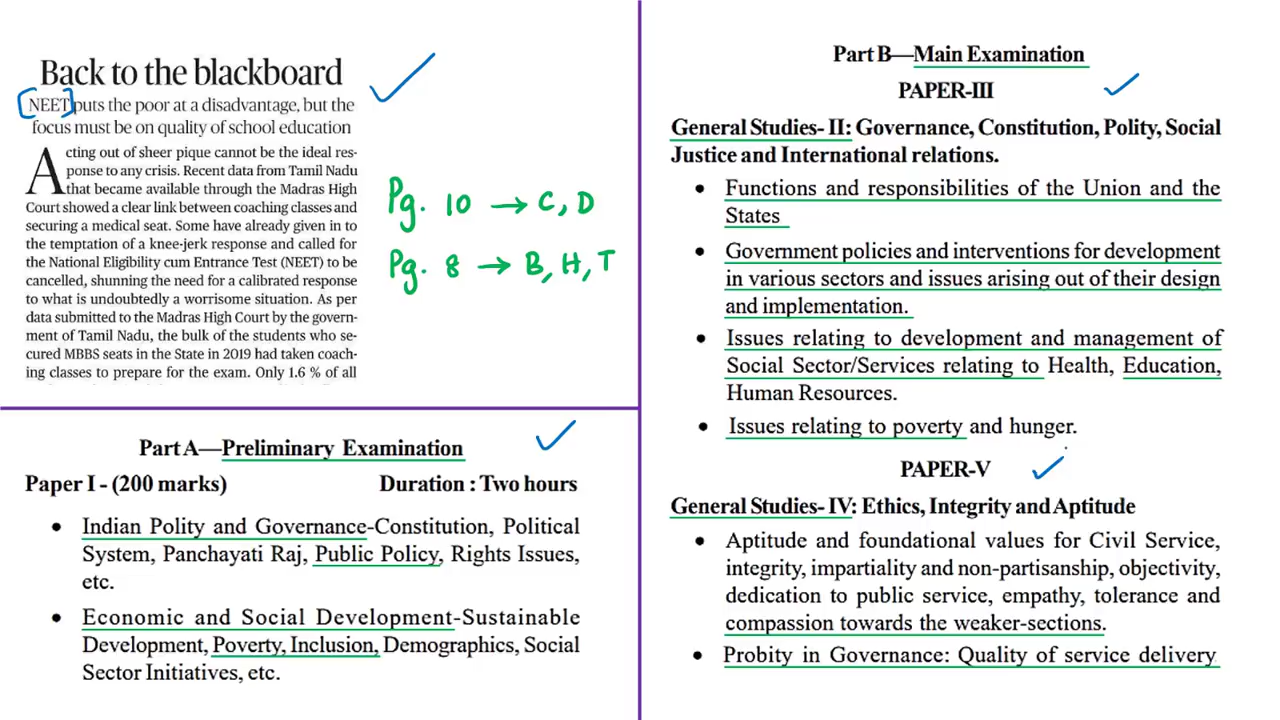 Back to the blackboard
[NEET] puts the poor at a disadvantage, but the
focus must be on quality of school education
Acting out of sheer pique cannot be the ideal res-
ponse to any crisis. Recent data from Tamil Nadu
that became available through the Madras High
Court showed a clear link between coaching classes and
securing a medical seat. Some have already given in to
the temptation of a knee-jerk response and called for
the National Eligibility cum Entrance Test (NEET) to be
cancelled, shunning the need for a calibrated response
to what is undoubtedly a worrisome situation. As per
data submitted to the Madras High Court by the govern-
ment of Tamil Nadu, the bulk of the students who se-
cured MBBS seats in the State in 2019 had taken coach-
ing classes to prepare for the exam. Only 1.6 % of all
Pg. 10 → C, D
Pg. 8 → B, H, T
Part A—Preliminary Examination
Paper I - (200 marks) Duration : Two hours
• Indian Polity and Governance-Constitution, Political
System, Panchayati Raj, Public Policy, Rights Issues,
etc.
• Economic and Social Development-Sustainable
Development, Poverty, Inclusion, Demographics, Social
Sector Initiatives, etc.
Part B—Main Examination
PAPER-III
General Studies- II: Governance, Constitution, Polity, Social
Justice and International relations.
• Functions and responsibilities of the Union and the
States
• Government policies and interventions for development
in various sectors and issues arising out of their design
and implementation.
• Issues relating to development and management of
Social Sector/Services relating to Health, Education,
Human Resources.
• Issues relating to poverty and hunger.
PAPER-V
General Studies- IV: Ethics, Integrity and Aptitude
• Aptitude and foundational values for Civil Service,
integrity, impartiality and non-partisanship, objectivity,
dedication to public service, empathy, tolerance and
compassion towards the weaker-sections.
• Probity in Governance: Quality of service delivery